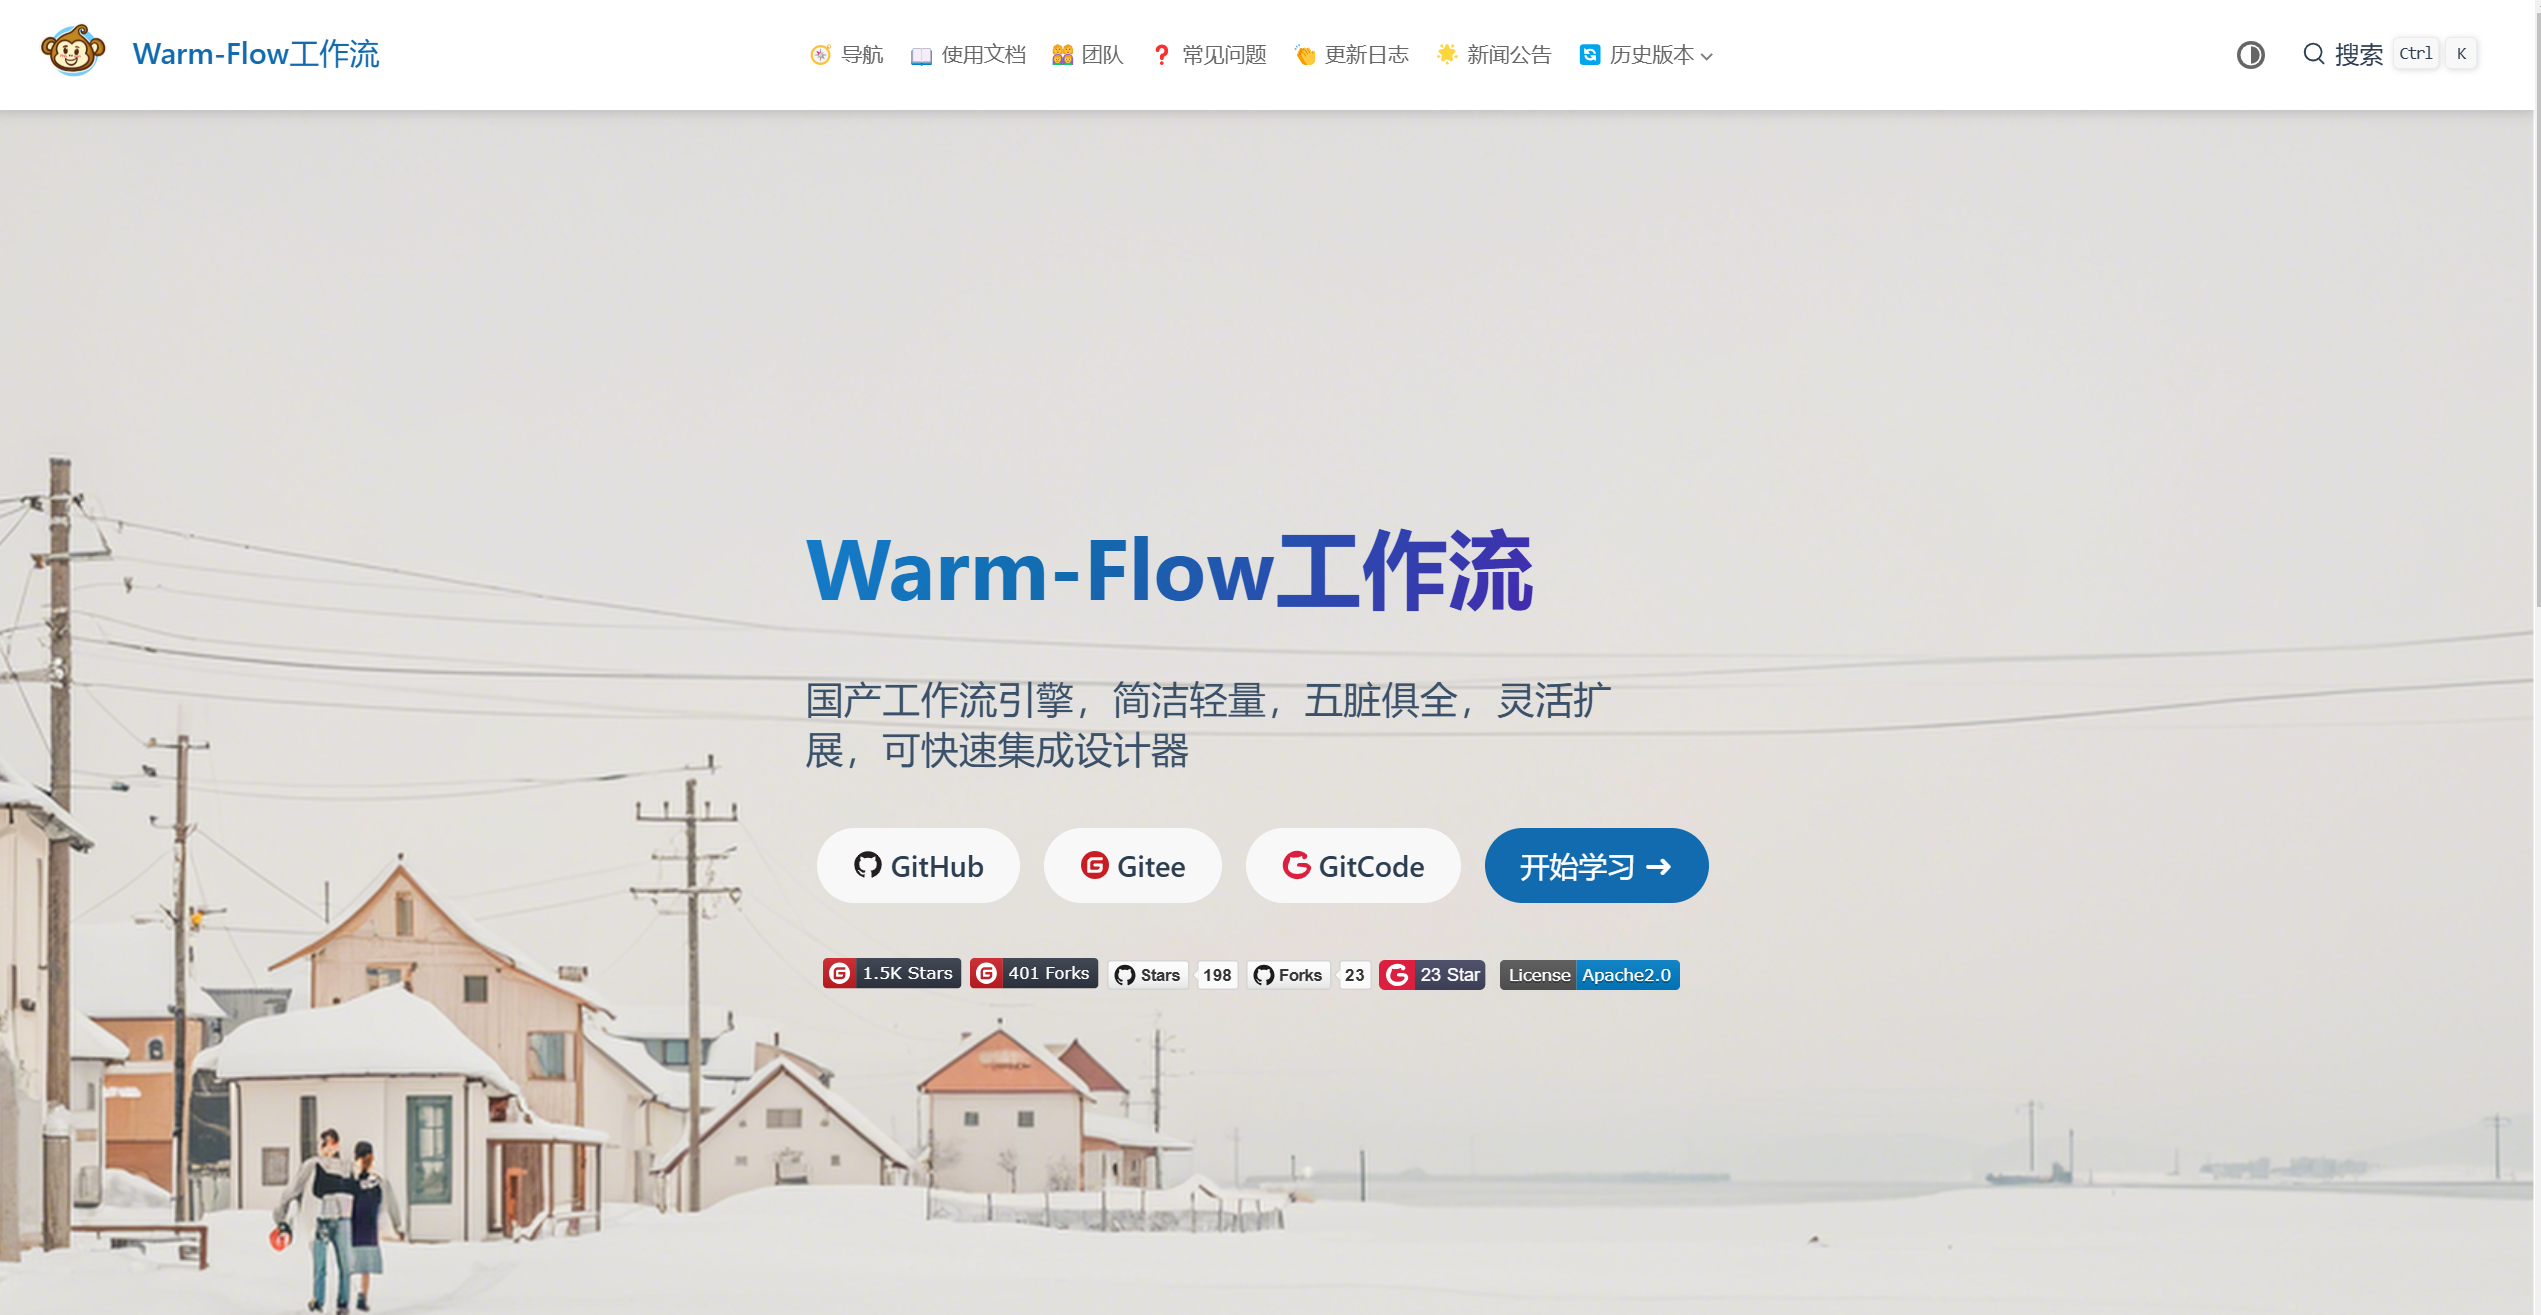 Warm-Flow工作流
导航 使用文档 团队 常见问题 更新日志 新闻公告 历史版本
搜索 Ctrl K
Warm-Flow工作流
国产工作流引擎，简洁轻量，五脏俱全，灵活扩
展，可快速集成设计器
GitHub Gitee GitCode 开始学习 →
1.5K Stars 401 Forks Stars 198 Forks 23 23 Star License Apache2.0